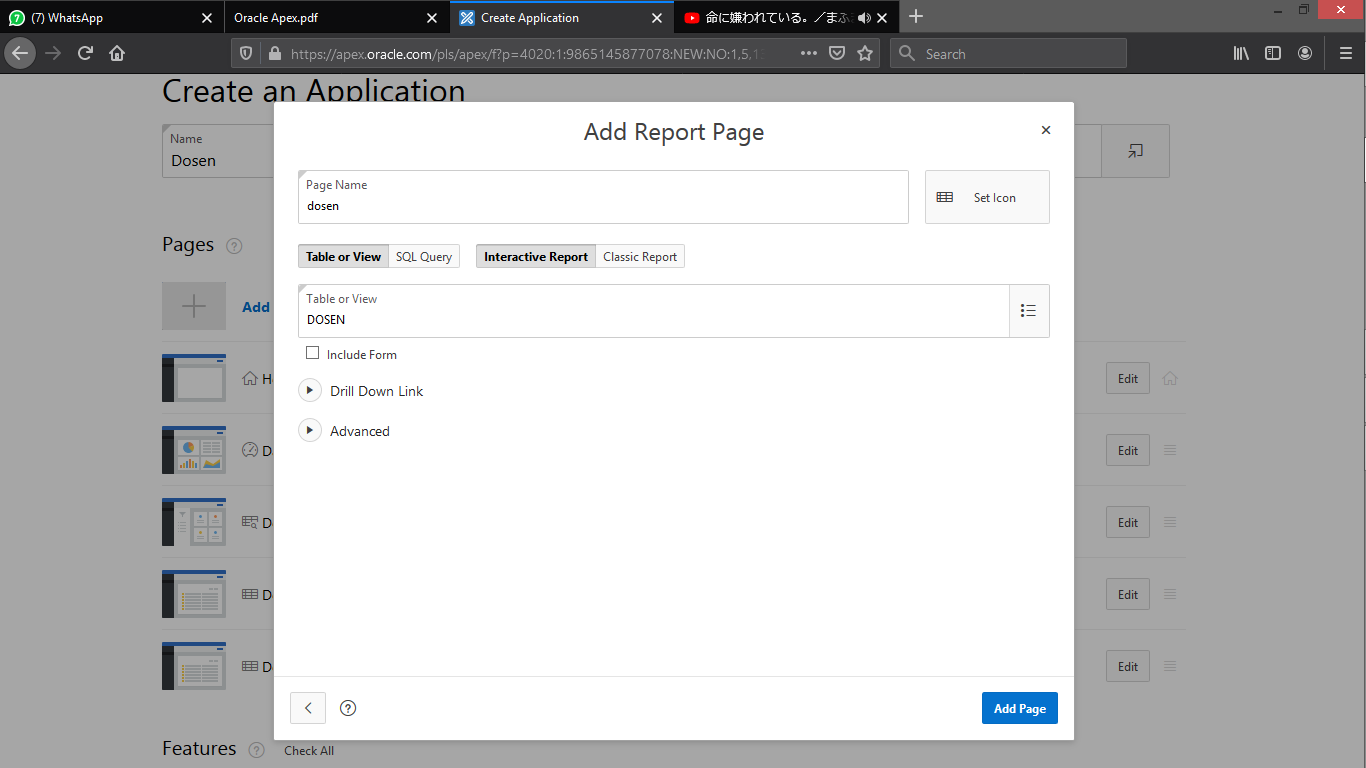 (7) WhatsApp
Oracle Apex.pdf
Create Application
命に嫌われている。／まふ
https://apex.oracle.com/pls/apex/f?p=4020:1:9865145877078:NEW:NO:1,5,1
Search
Create an Application
Name
Dosen
Pages
Add
Edit
Edit
Edit
Edit
Edit
Features
Check All
Add Report Page
Page Name
dosen
Set Icon
Table or View
SQL Query
Interactive Report
Classic Report
Table or View
DOSEN
Include Form
Drill Down Link
Advanced
Add Page